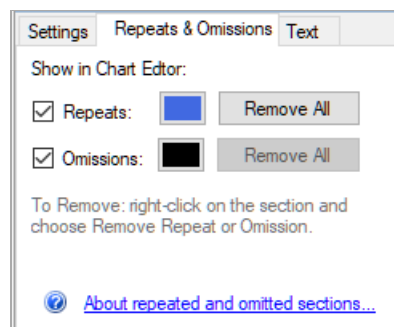 Settings Repeats & Omissions Text
Show in Chart Edtor:
Repeats: Remove All
Omissions: Remove All
To Remove: right-click on the section and
choose Remove Repeat or Omission.
About repeated and omitted sections...